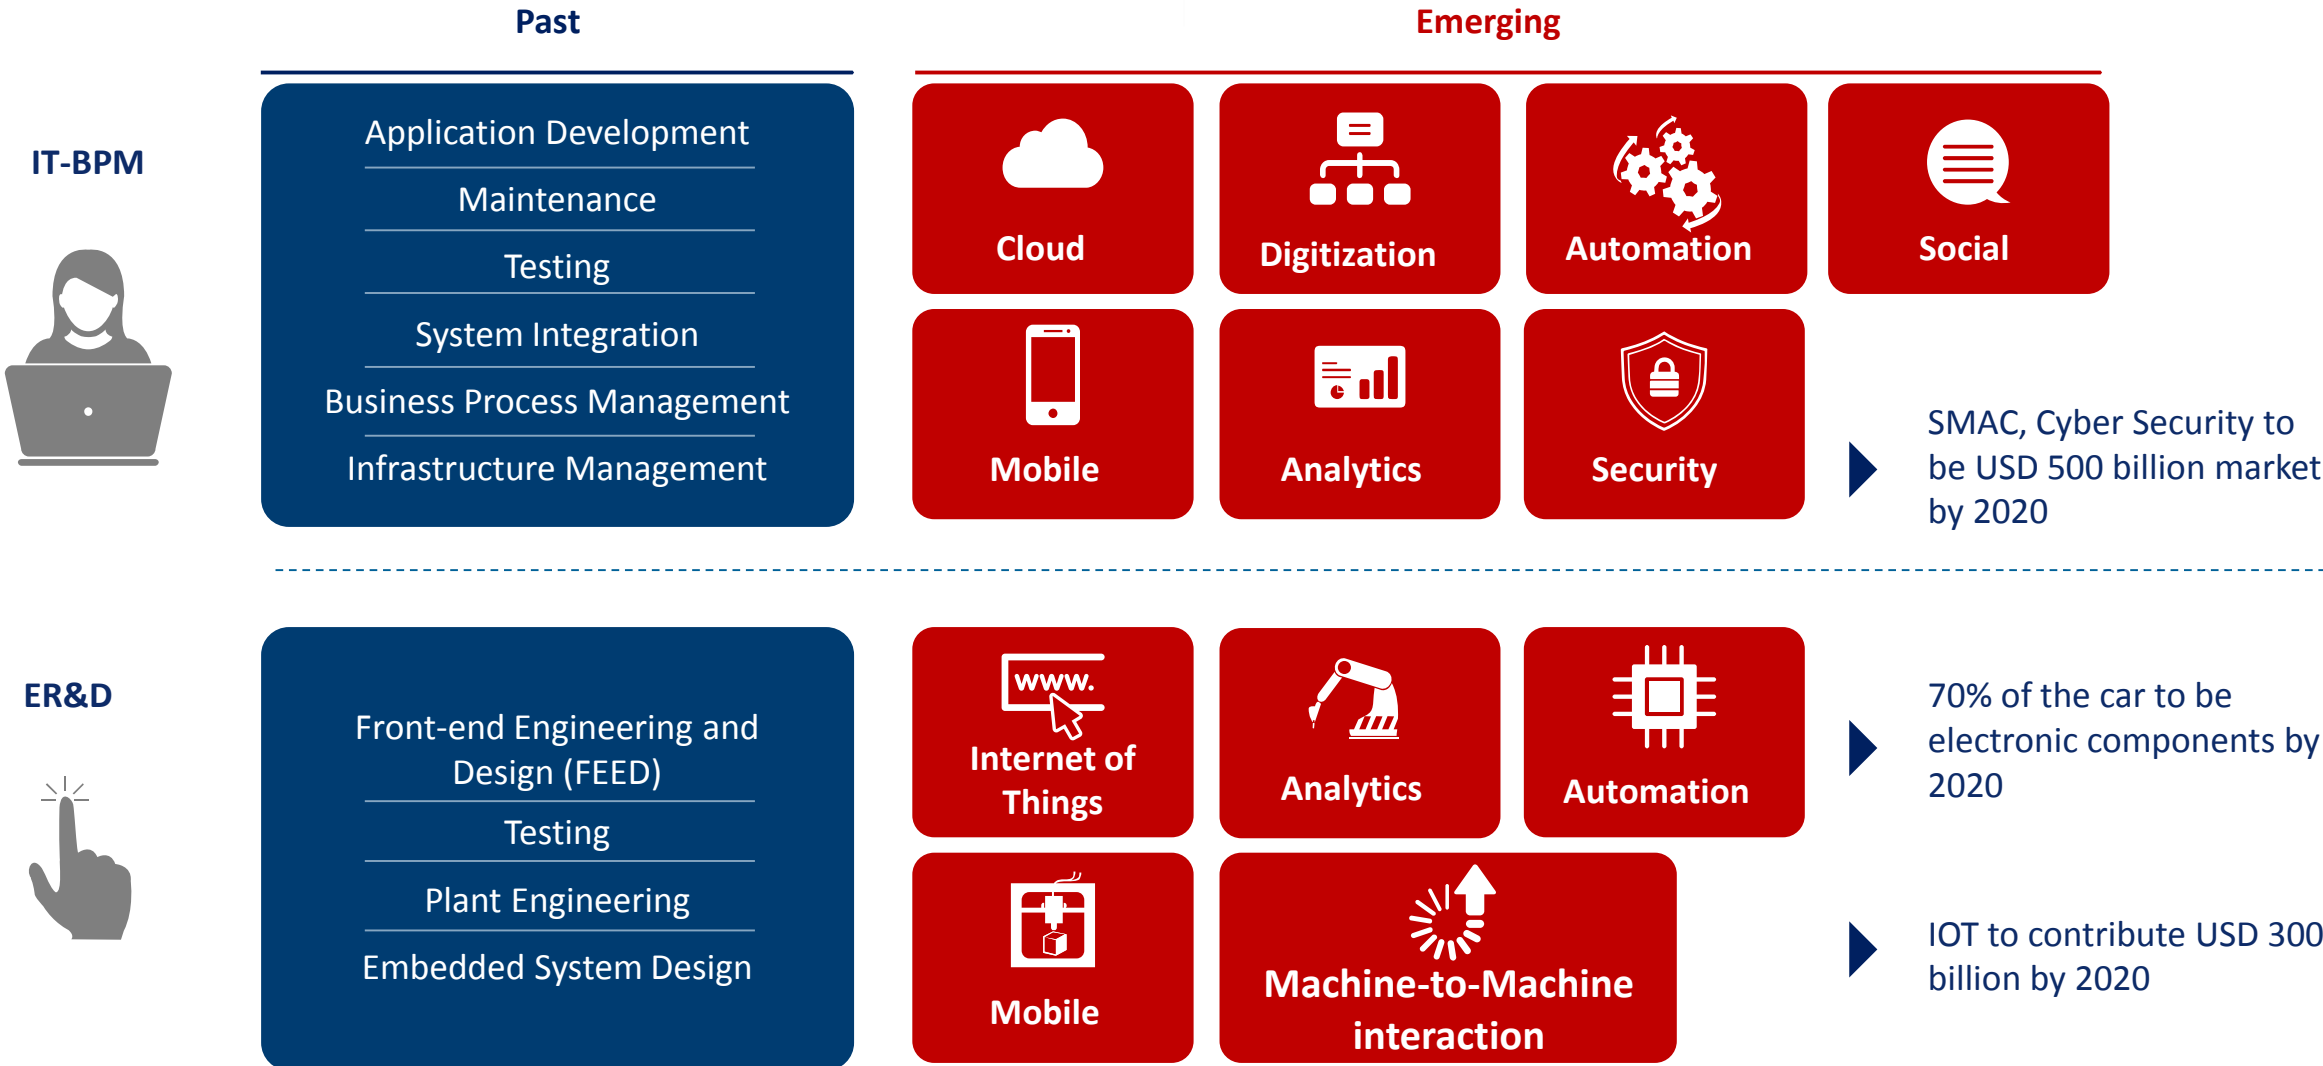 Past
Emerging
IT-BPM
Application Development
Maintenance
Testing
System Integration
Business Process Management
Infrastructure Management
Cloud
Digitization
Automation
Social
Mobile
Analytics
Security
SMAC, Cyber Security to
be USD 500 billion market
by 2020
ER&D
Front-end Engineering and
Design (FEED)
Testing
Plant Engineering
Embedded System Design
www.
Internet of
Things
Analytics
Automation
70% of the car to be
electronic components by
2020
Mobile
Machine-to-Machine
interaction
IOT to contribute USD 300
billion by 2020